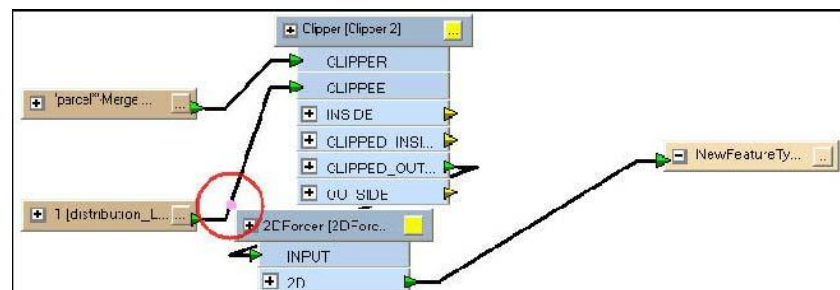 Clipper [Clipper 2] ...
CLIPPER
CLIPPEE
'parcel*'-Merge ... ...
INSIDE
CLIPPED_INSI...
CLIPPED_OUT...
OUTSIDE
NewFeatureTy... ...
1 [distribution_L... ...
2DForcer [2DForc...
INPUT
2D